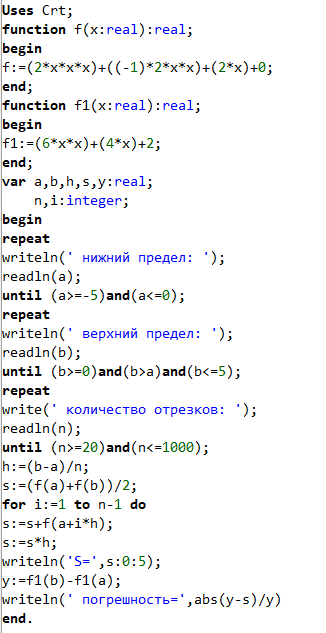 Uses Crt;
function f(x:real):real;
begin
f:=(2*x*x*x)+((-1)*2*x*x)+(2*x)+0;
end;
function f1(x:real):real;
begin
f1:=(6*x*x)+(4*x)+2;
end;
var a,b,h,s,y:real;
n,i:integer;
begin
repeat
writeln(' нижний предел: ');
readln(a);
until (a>=-5)and(a<=0);
repeat
writeln(' верхний предел: ');
readln(b);
until (b>=0)and(b>a)and(b<=5);
repeat
write(' количество отрезков: ');
readln(n);
until (n>=20)and(n<=1000);
h:=(b-a)/n;
s:=(f(a)+f(b))/2;
for i:=1 to n-1 do
s:=s+f(a+i*h);
s:=s*h;
writeln('S=',s:0:5);
y:=f1(b)-f1(a);
writeln(' погрешность=',abs(y-s)/y)
end.